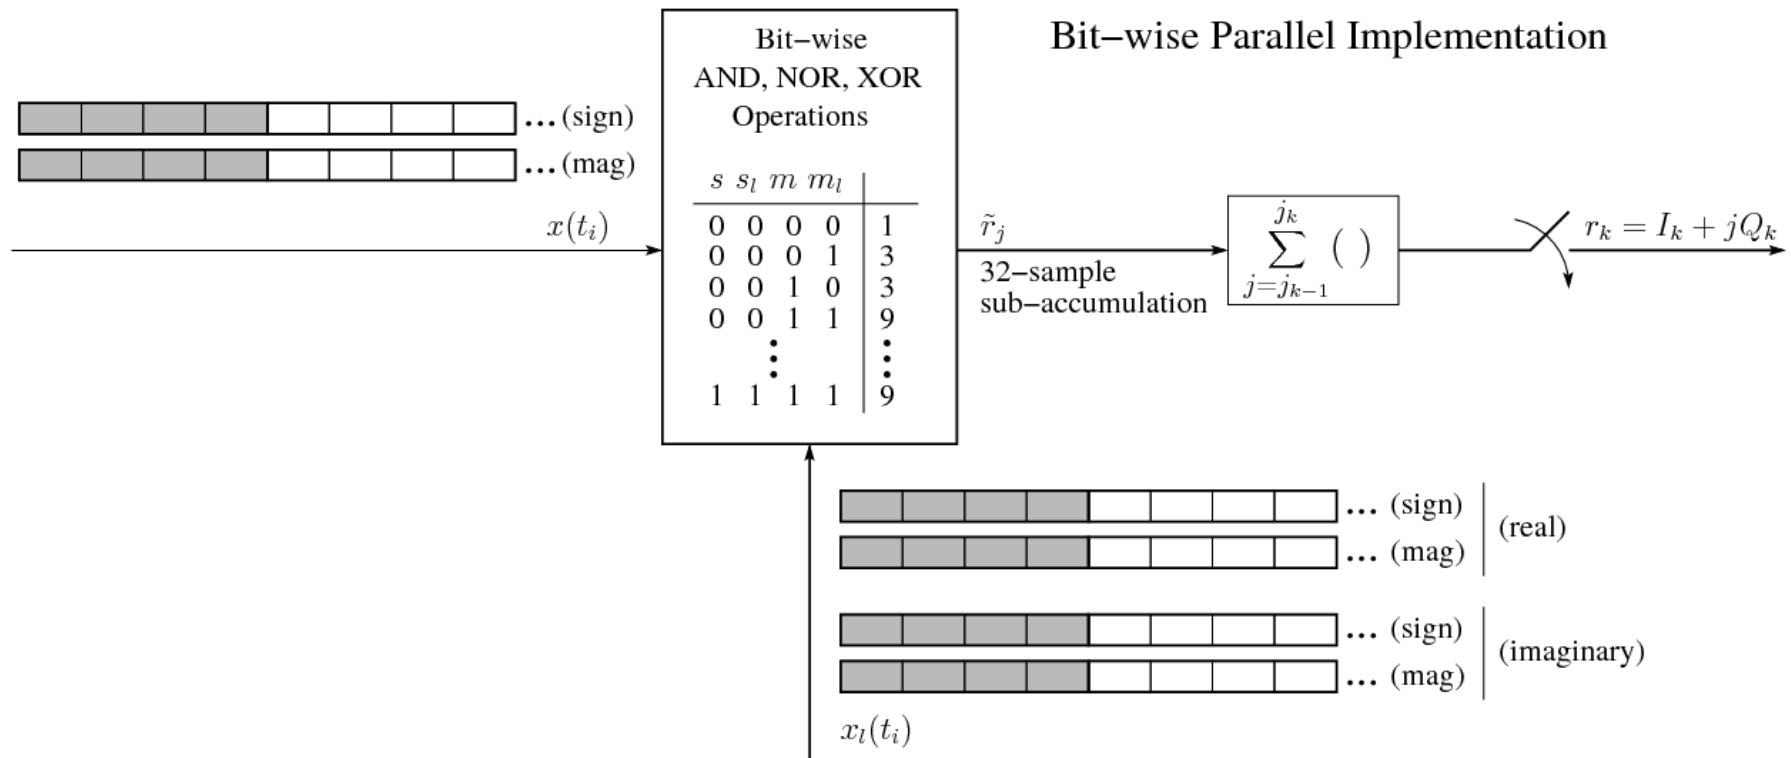 Bit–wise Parallel Implementation
Bit–wise
AND, NOR, XOR
Operations
... (sign)
... (mag)
x(t_i)
s s_l m m_l
0 0 0 0 1
0 0 0 1 3
0 0 1 0 3
0 0 1 1 9
⋮ ⋮
1 1 1 1 9
r̃_j
32–sample
sub–accumulation
j_k
∑ ( )
j=j_{k−1}
r_k = I_k + jQ_k
... (sign)
... (mag)
(real)
... (sign)
... (mag)
(imaginary)
x_l(t_i)